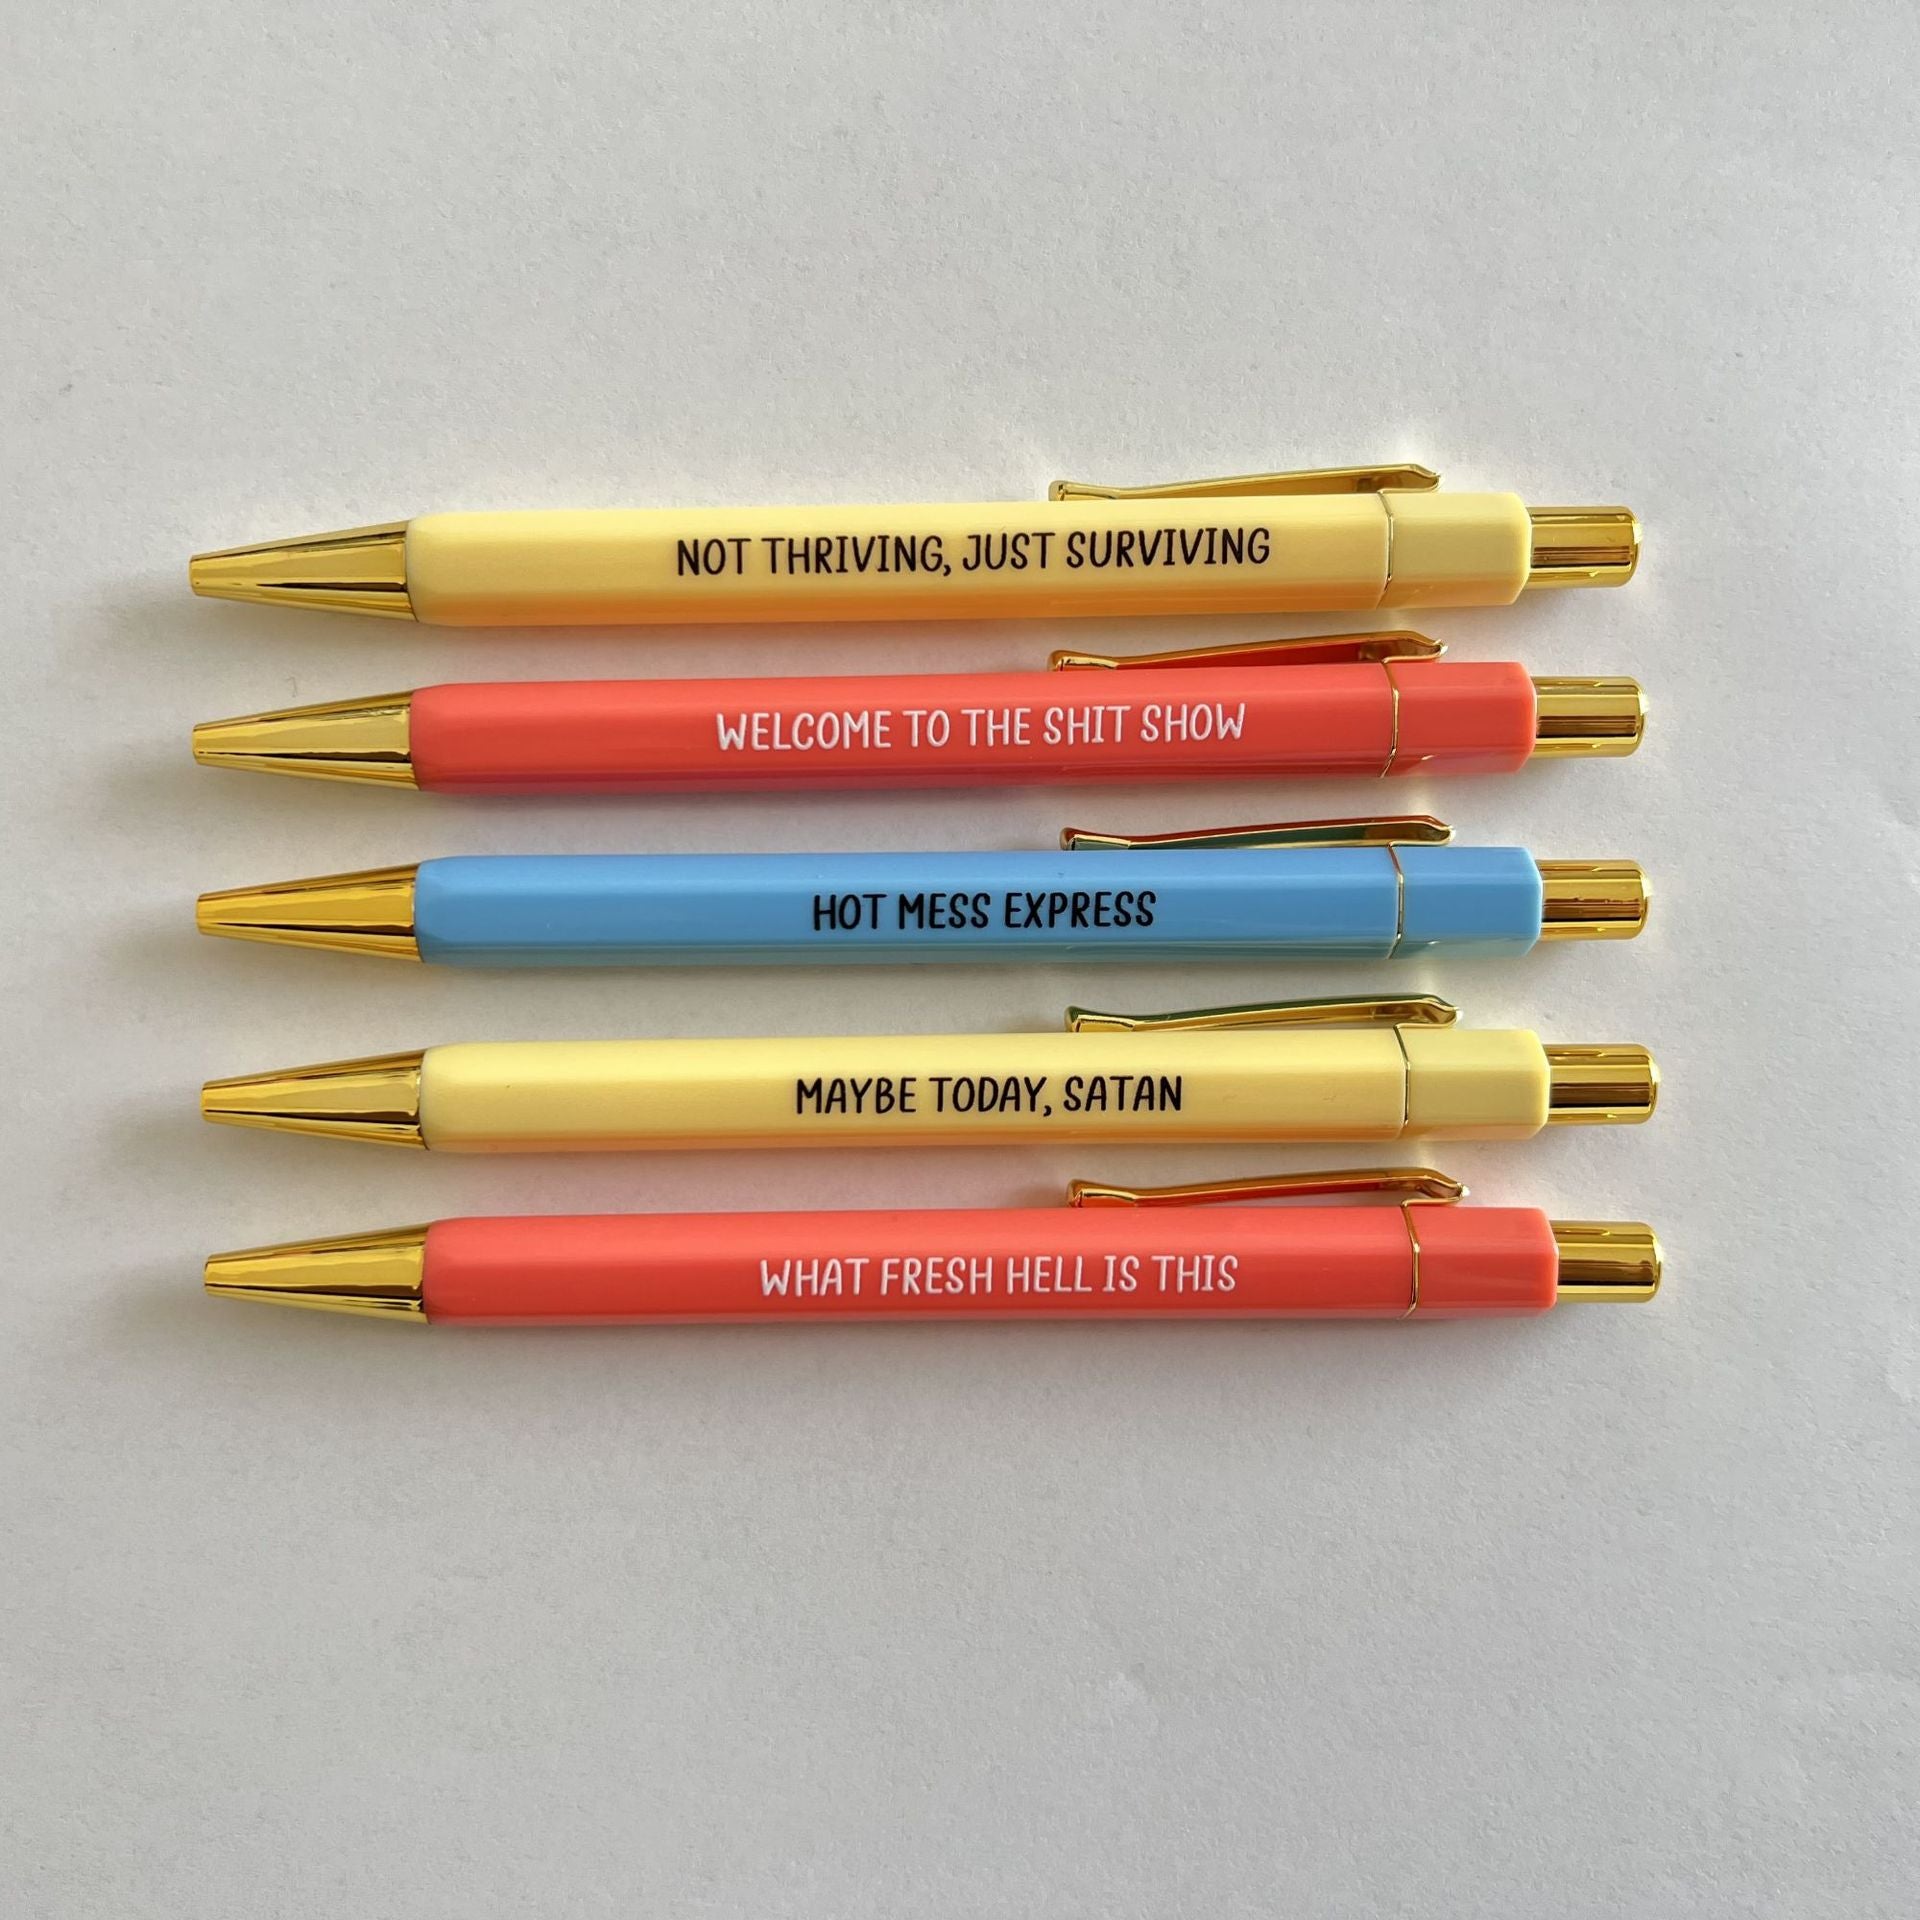 NOT THRIVING, JUST SURVIVING
WELCOME TO THE SHIT SHOW
HOT MESS EXPRESS
MAYBE TODAY, SATAN
WHAT FRESH HELL IS THIS